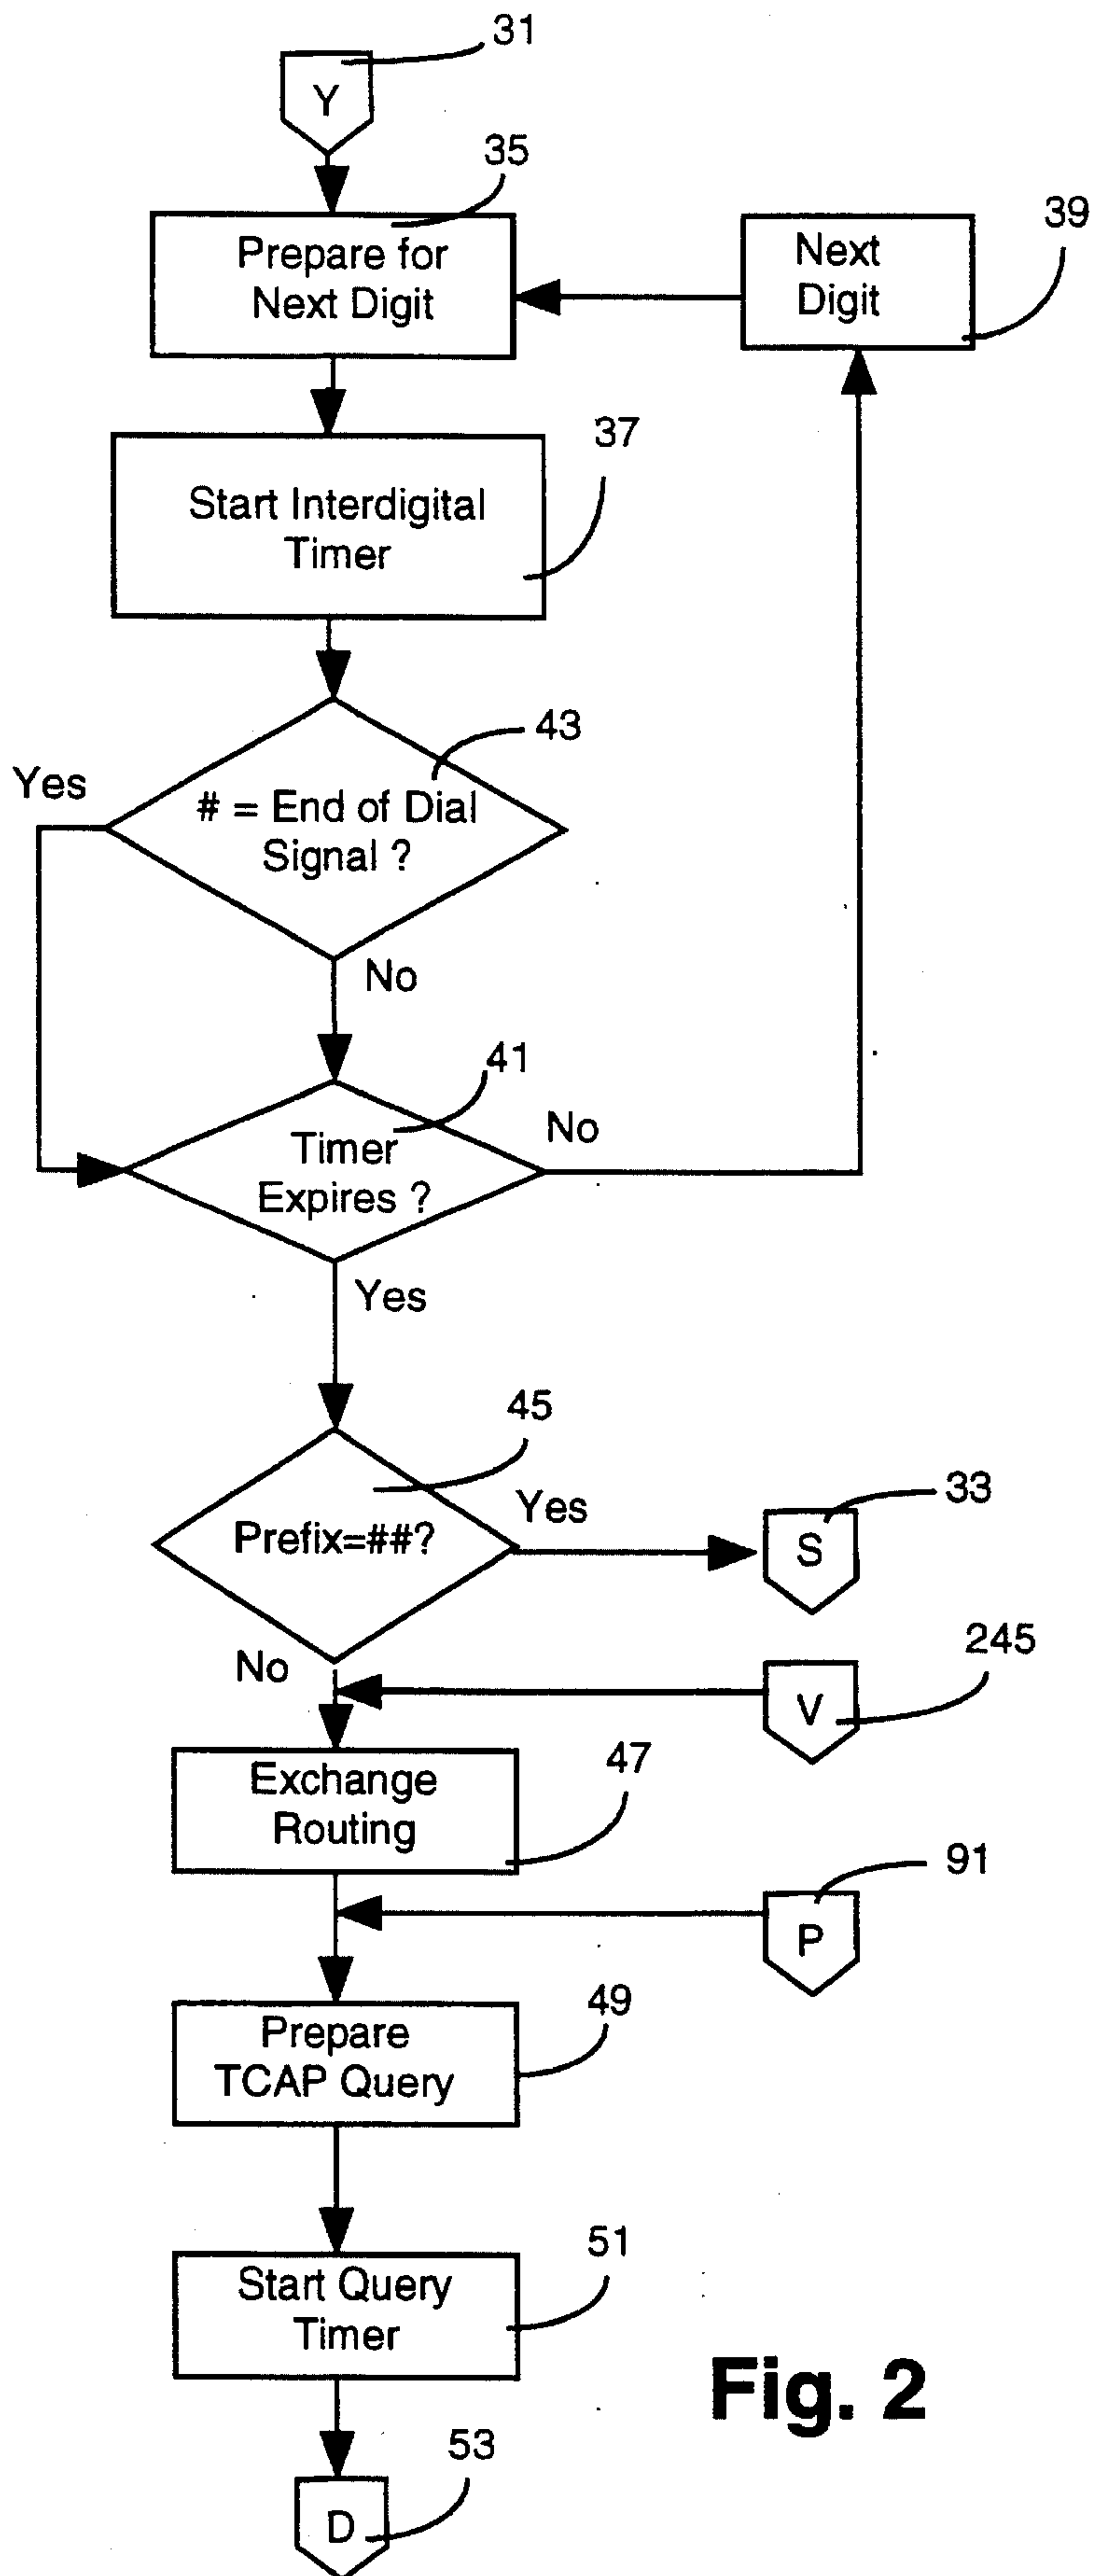 31
Y
35
Prepare for
Next Digit
39
Next
Digit
37
Start Interdigital
Timer
43
Yes
# = End of Dial
Signal ?
No
41
Timer
Expires ?
No
Yes
45
Prefix=##?
Yes
33
S
No
245
V
Exchange
Routing
47
91
P
49
Prepare
TCAP Query
51
Start Query
Timer
Fig. 2
53
D